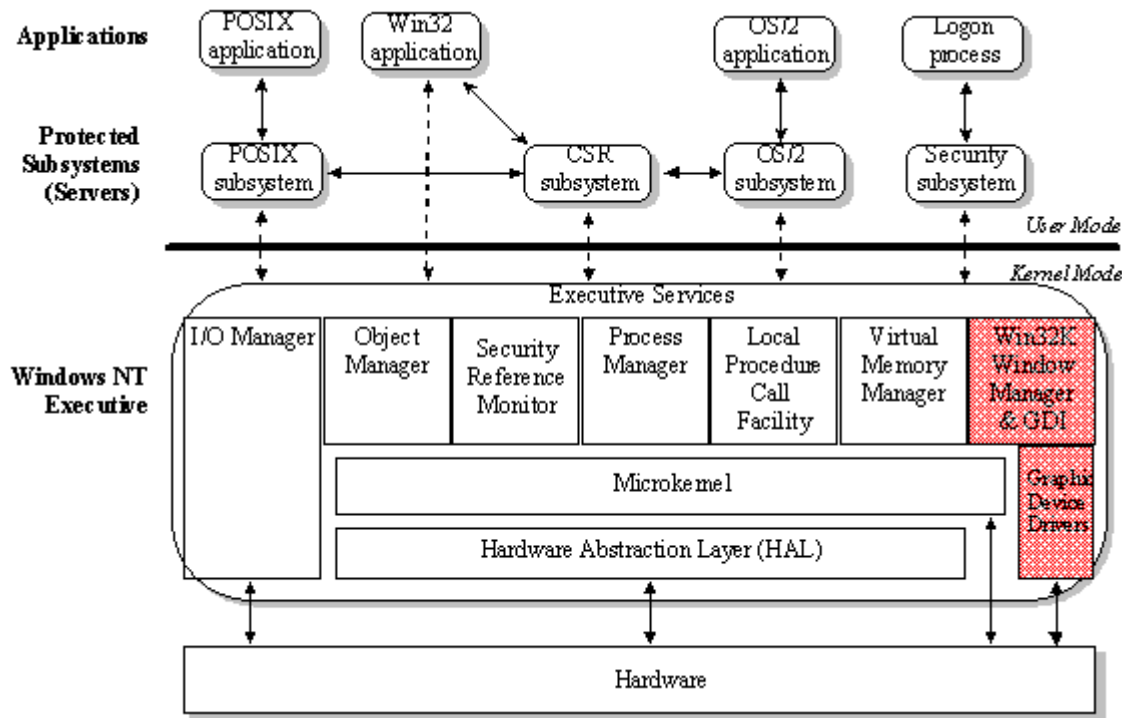 Applications
POSIX
application
Win32
application
OS/2
application
Logon
process
Protected
Subsystems
(Servers)
POSIX
subsystem
CSR
subsystem
OS/2
subsystem
Security
subsystem
User Mode
Kernel Mode
Executive Services
Windows NT
Executive
I/O Manager
Object
Manager
Security
Reference
Monitor
Process
Manager
Local
Procedure
Call
Facility
Virtual
Memory
Manager
Win32K
Window
Manager
& GDI
Microkernel
Graphic
Device
Drivers
Hardware Abstraction Layer (HAL)
Hardware